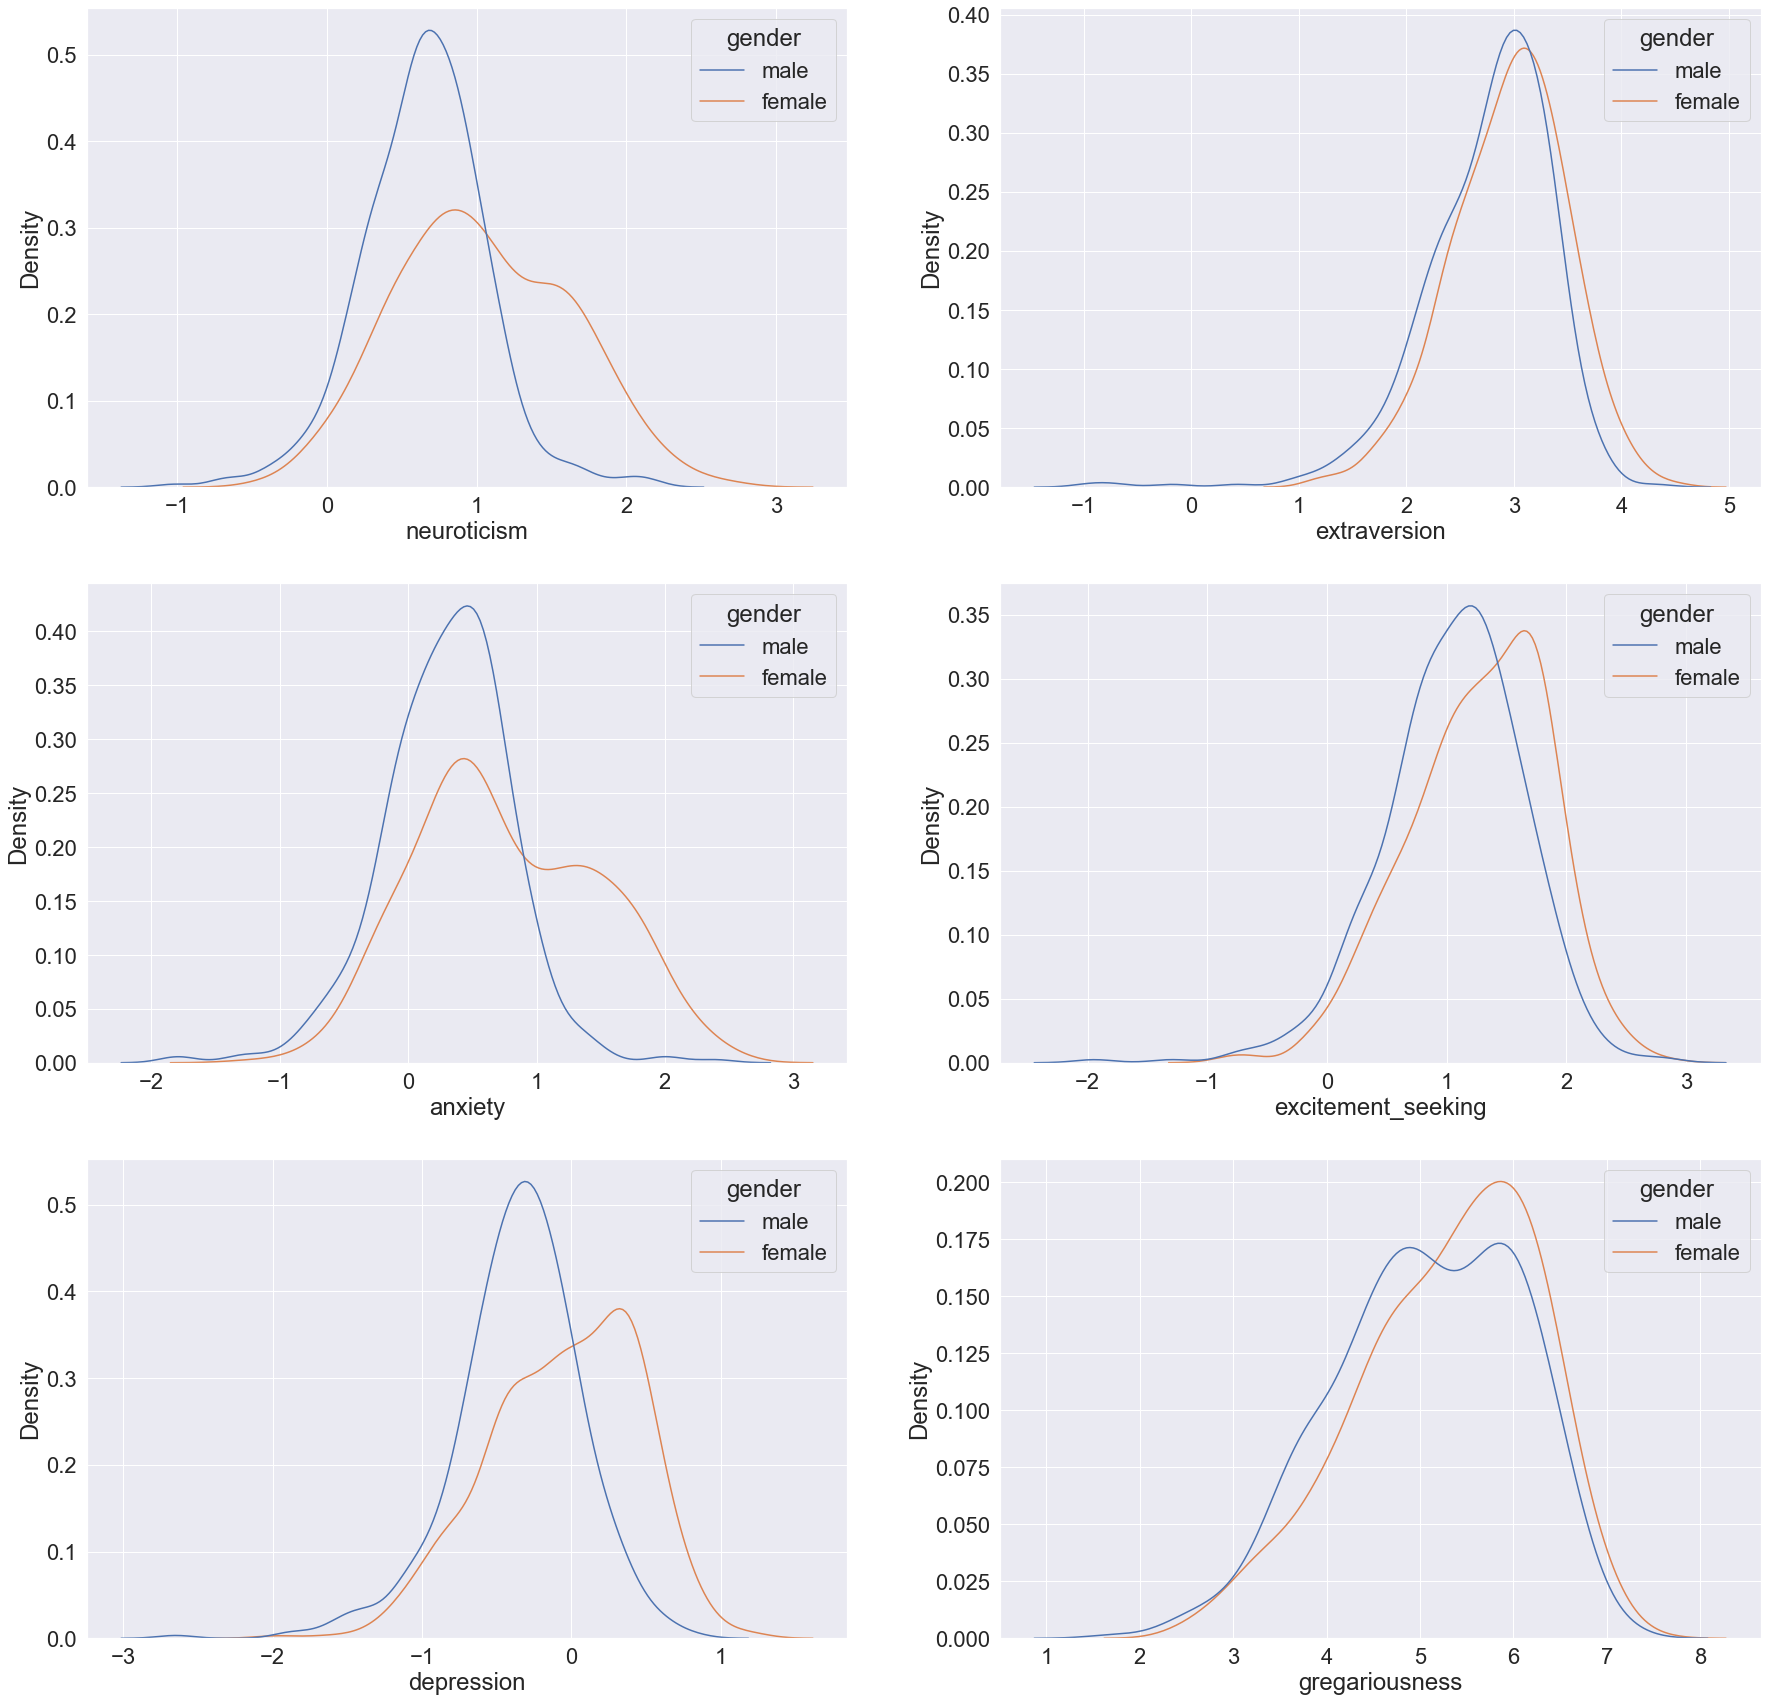 gender
male
female
Density
0.5
0.4
0.3
0.2
0.1
0.0
−1 0 1 2 3
neuroticism
gender
male
female
Density
0.40
0.35
0.30
0.25
0.20
0.15
0.10
0.05
0.00
−1 0 1 2 3 4 5
extraversion
gender
male
female
Density
0.40
0.35
0.30
0.25
0.20
0.15
0.10
0.05
0.00
−2 −1 0 1 2 3
anxiety
gender
male
female
Density
0.35
0.30
0.25
0.20
0.15
0.10
0.05
0.00
−2 −1 0 1 2 3
excitement_seeking
gender
male
female
Density
0.5
0.4
0.3
0.2
0.1
0.0
−3 −2 −1 0 1
depression
gender
male
female
Density
0.200
0.175
0.150
0.125
0.100
0.075
0.050
0.025
0.000
1 2 3 4 5 6 7 8
gregariousness